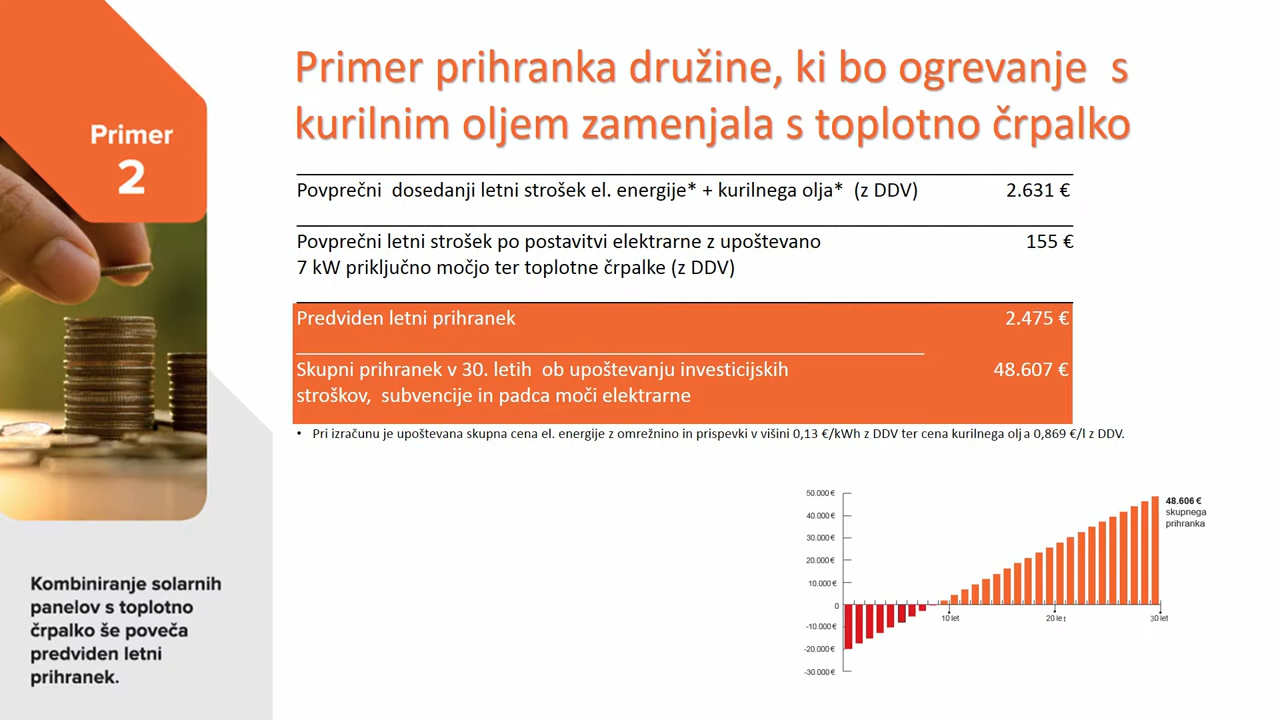 Primer
2
Primer prihranka družine, ki bo ogrevanje s
kurilnim oljem zamenjala s toplotno črpalko
Povprečni dosedanji letni strošek el. energije* + kurilnega olja* (z DDV) 2.631 €
Povprečni letni strošek po postavitvi elektrarne z upoštevano 155 €
7 kW priključno močjo ter toplotne črpalke (z DDV)
Predviden letni prihranek 2.475 €
Skupni prihranek v 30. letih ob upoštevanju investicijskih 48.607 €
stroškov, subvencije in padca moči elektrarne
• Pri izračunu je upoštevana skupna cena el. energije z omrežnino in prispevki v višini 0,13 €/kWh z DDV ter cena kurilnega olja 0,869 €/l z DDV.
50.000 €
40.000 €
30.000 €
20.000 €
10.000 €
0
-10.000 €
-20.000 €
-30.000 €
10 let
20 let
30 let
48.606 €
skupnega
prihranka
Kombiniranje solarnih
panelov s toplotno
črpalko še poveča
predviden letni
prihranek.